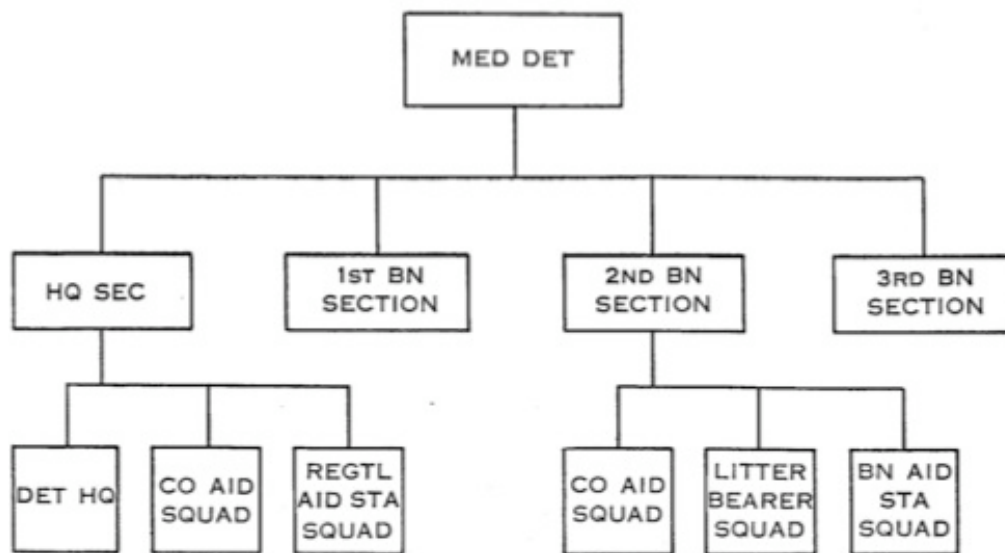 MED DET
HQ SEC
1ST BN
SECTION
2ND BN
SECTION
3RD BN
SECTION
DET HQ
CO AID
SQUAD
REGTL
AID STA
SQUAD
CO AID
SQUAD
LITTER
BEARER
SQUAD
BN AID
STA
SQUAD